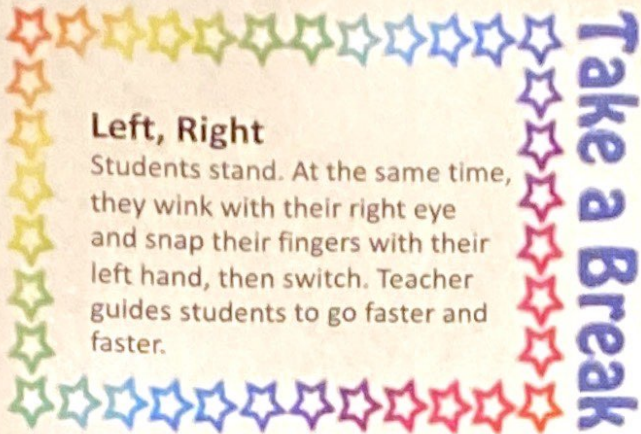 Left, Right
Students stand. At the same time,
they wink with their right eye
and snap their fingers with their
left hand, then switch. Teacher
guides students to go faster and
faster.
Take a Break